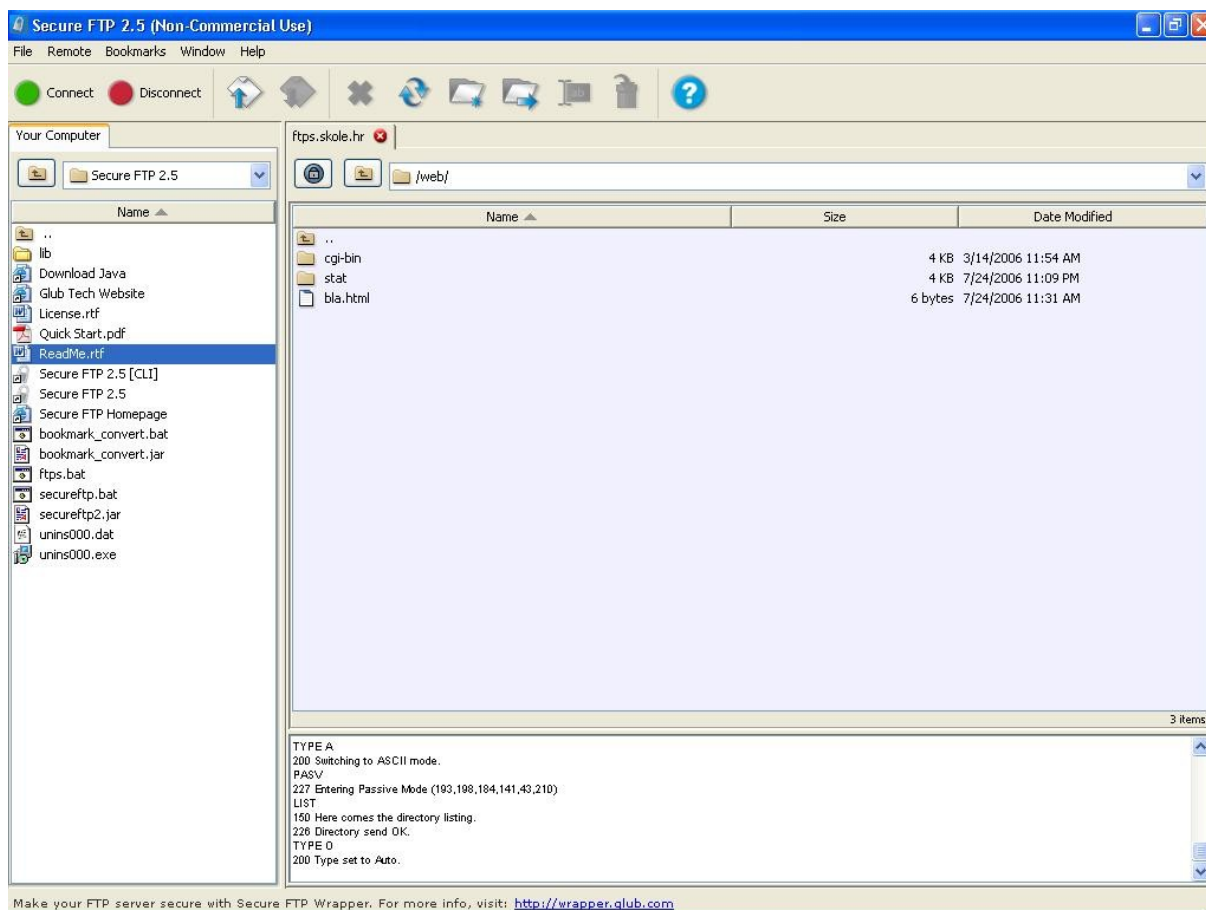 Secure FTP 2.5 (Non-Commercial Use)
File Remote Bookmarks Window Help
Connect Disconnect
Your Computer
Secure FTP 2.5
Name
..
lib
Download Java
Glub Tech Website
License.rtf
Quick Start.pdf
ReadMe.rtf
Secure FTP 2.5 [CLI]
Secure FTP 2.5
Secure FTP Homepage
bookmark_convert.bat
bookmark_convert.jar
ftps.bat
secureftp.bat
secureftp2.jar
unins000.dat
unins000.exe
ftps.skole.hr
/web/
Name Size Date Modified
..
cgi-bin 4 KB 3/14/2006 11:54 AM
stat 4 KB 7/24/2006 11:09 PM
bla.html 6 bytes 7/24/2006 11:31 AM
3 items
TYPE A
200 Switching to ASCII mode.
PASV
227 Entering Passive Mode (193,198,184,141,43,210)
LIST
150 Here comes the directory listing.
226 Directory send OK.
TYPE O
200 Type set to Auto.
Make your FTP server secure with Secure FTP Wrapper. For more info, visit: http://wrapper.glub.com